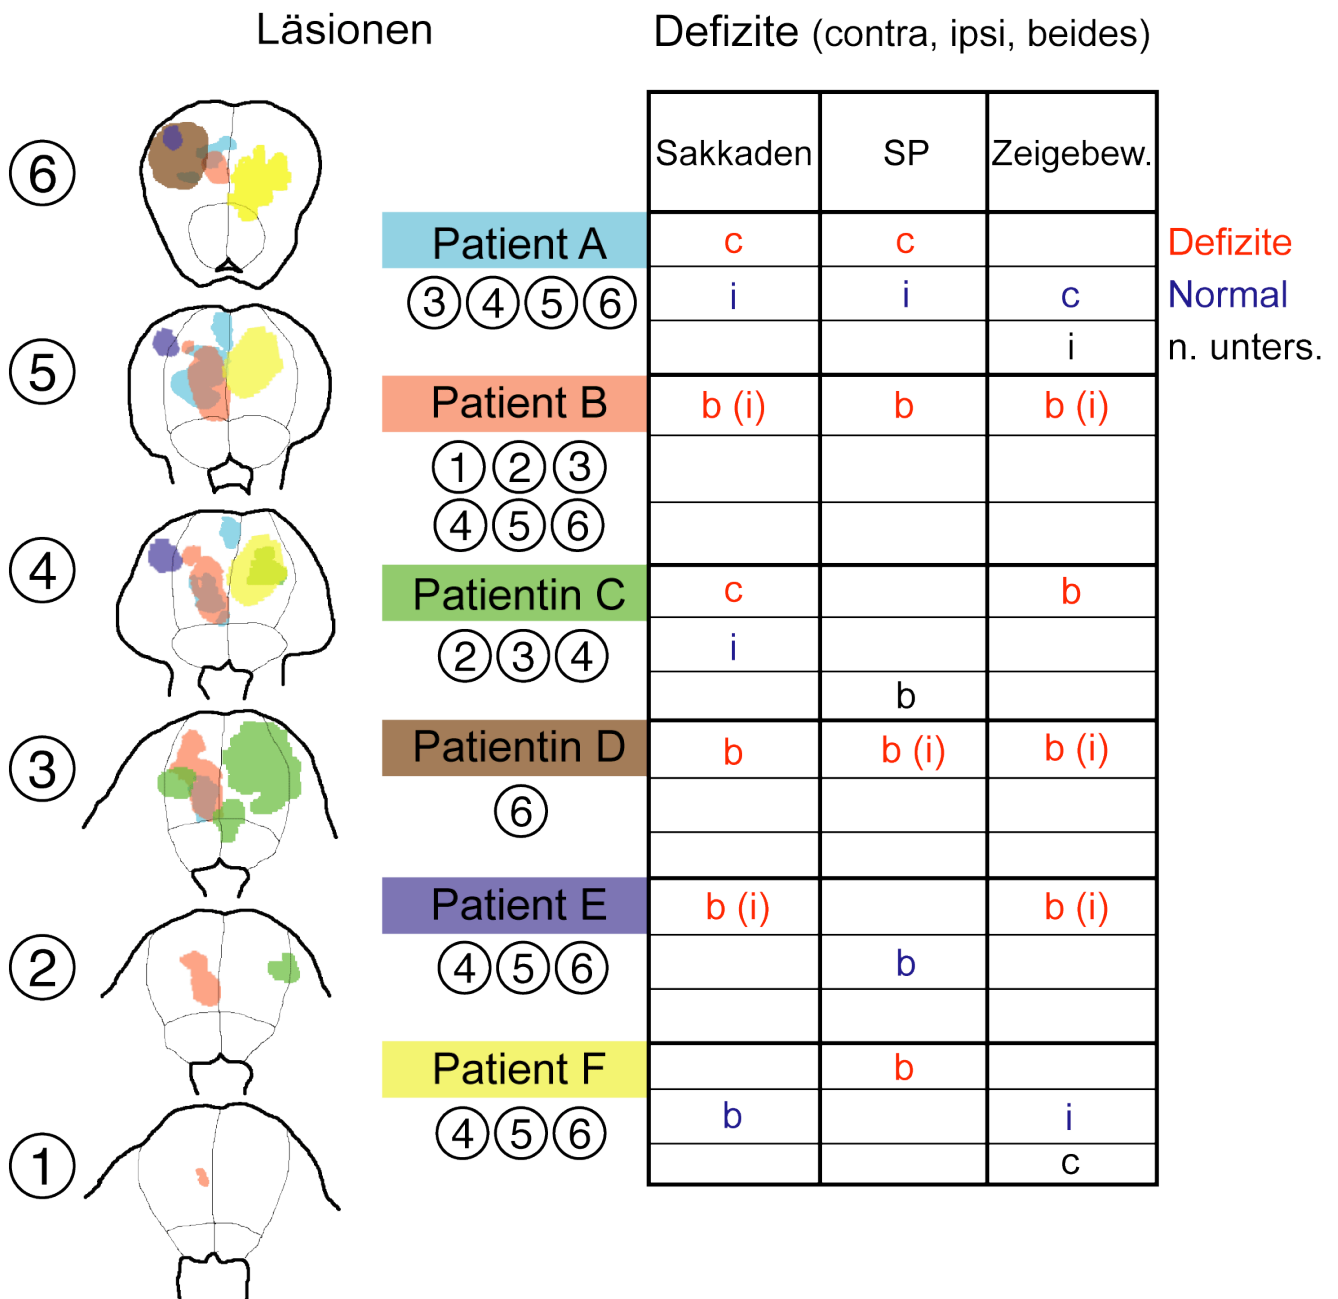 Läsionen
Defizite (contra, ipsi, beides)
Sakkaden SP Zeigebew.
6
Patient A c c Defizite
3 4 5 6 i i c Normal
i n. unters.
5
Patient B b (i) b b (i)
1 2 3
4 5 6
4
Patientin C c b
2 3 4 i
b
3
Patientin D b b (i) b (i)
6
Patient E b (i) b (i)
2
4 5 6 b
Patient F b
4 5 6 b i
c
1